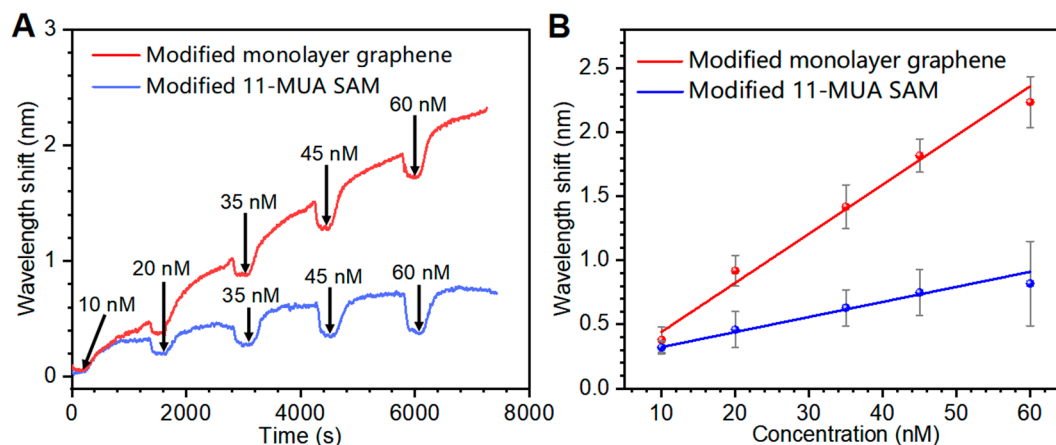 A
Modified monolayer graphene
Modified 11-MUA SAM
10 nM
20 nM
35 nM
45 nM
60 nM
35 nM
45 nM
60 nM
Wavelength shift (nm)
3
2
1
0
0
2000
4000
6000
8000
Time (s)
B
Modified monolayer graphene
Modified 11-MUA SAM
Wavelength shift (nm)
2.5
2.0
1.5
1.0
0.5
0.0
10
20
30
40
50
60
Concentration (nM)